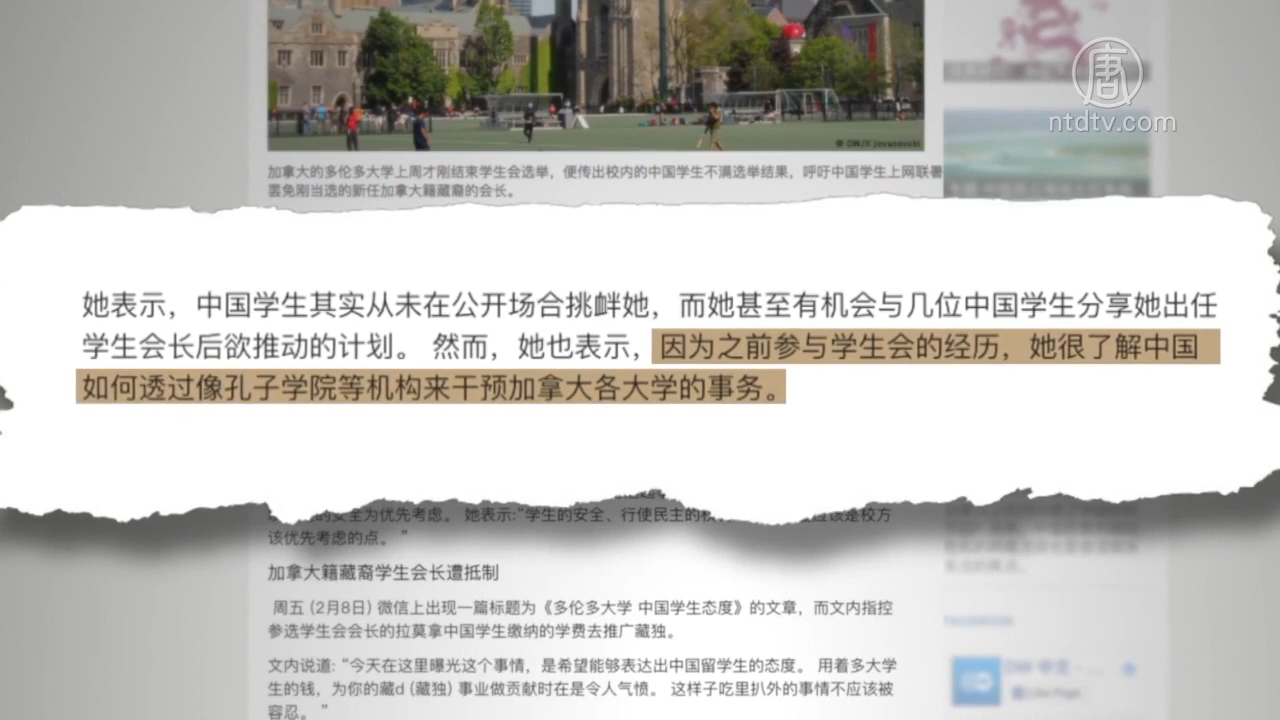 唐
ntdtv.com
加拿大的多伦多大学上周才刚结束学生会选举，便传出校内的中国学生不满选举结果，呼吁中国学生上网联署
罢免刚当选的新任加拿大籍藏裔的会长。
她表示，中国学生其实从未在公开场合挑衅她，而她甚至有机会与几位中国学生分享她出任
学生会长后欲推动的计划。 然而，她也表示，因为之前参与学生会的经历，她很了解中国
如何透过像孔子学院等机构来干预加拿大各大学的事务。
的安全为优先考虑。 她表示:“学生的安全、行使民主的 应该是校方
该优先考虑的点。 ”
加拿大籍藏裔学生会长遭抵制
周五 (2月8日) 微信上出现一篇标题为《多伦多大学 中国学生态度》的文章，而文内指控
参选学生会会长的拉莫拿中国学生缴纳的学费去推广藏独。
文内说道: “今天在这里曝光这个事情，是希望能够表达出中国留学生的态度。 用着多大学
生的钱，为你的藏d (藏独) 事业做贡献时在是令人气愤。 这样子吃里扒外的事情不应该被
容忍。 ”